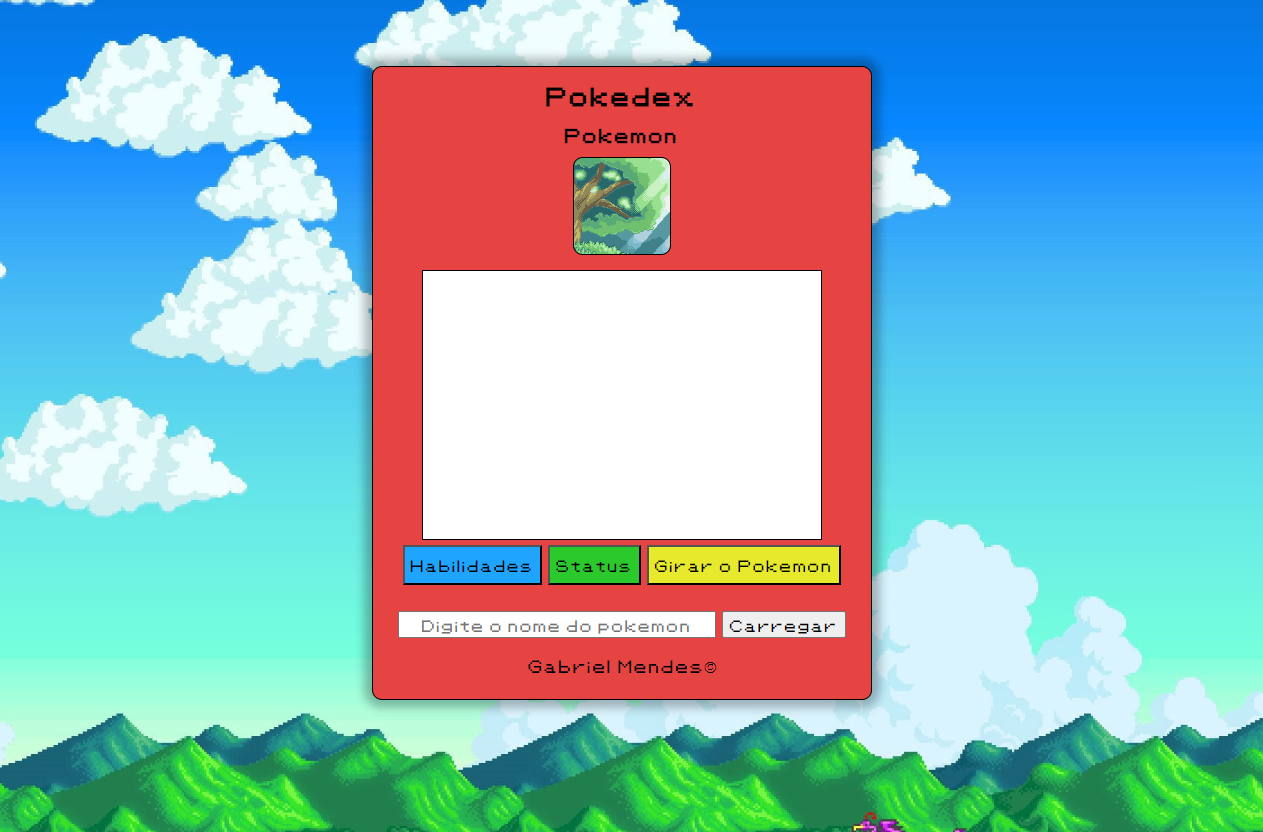 Pokedex
Pokemon
Habilidades Status Girar o Pokemon
Digite o nome do pokemon Carregar
Gabriel Mendes©